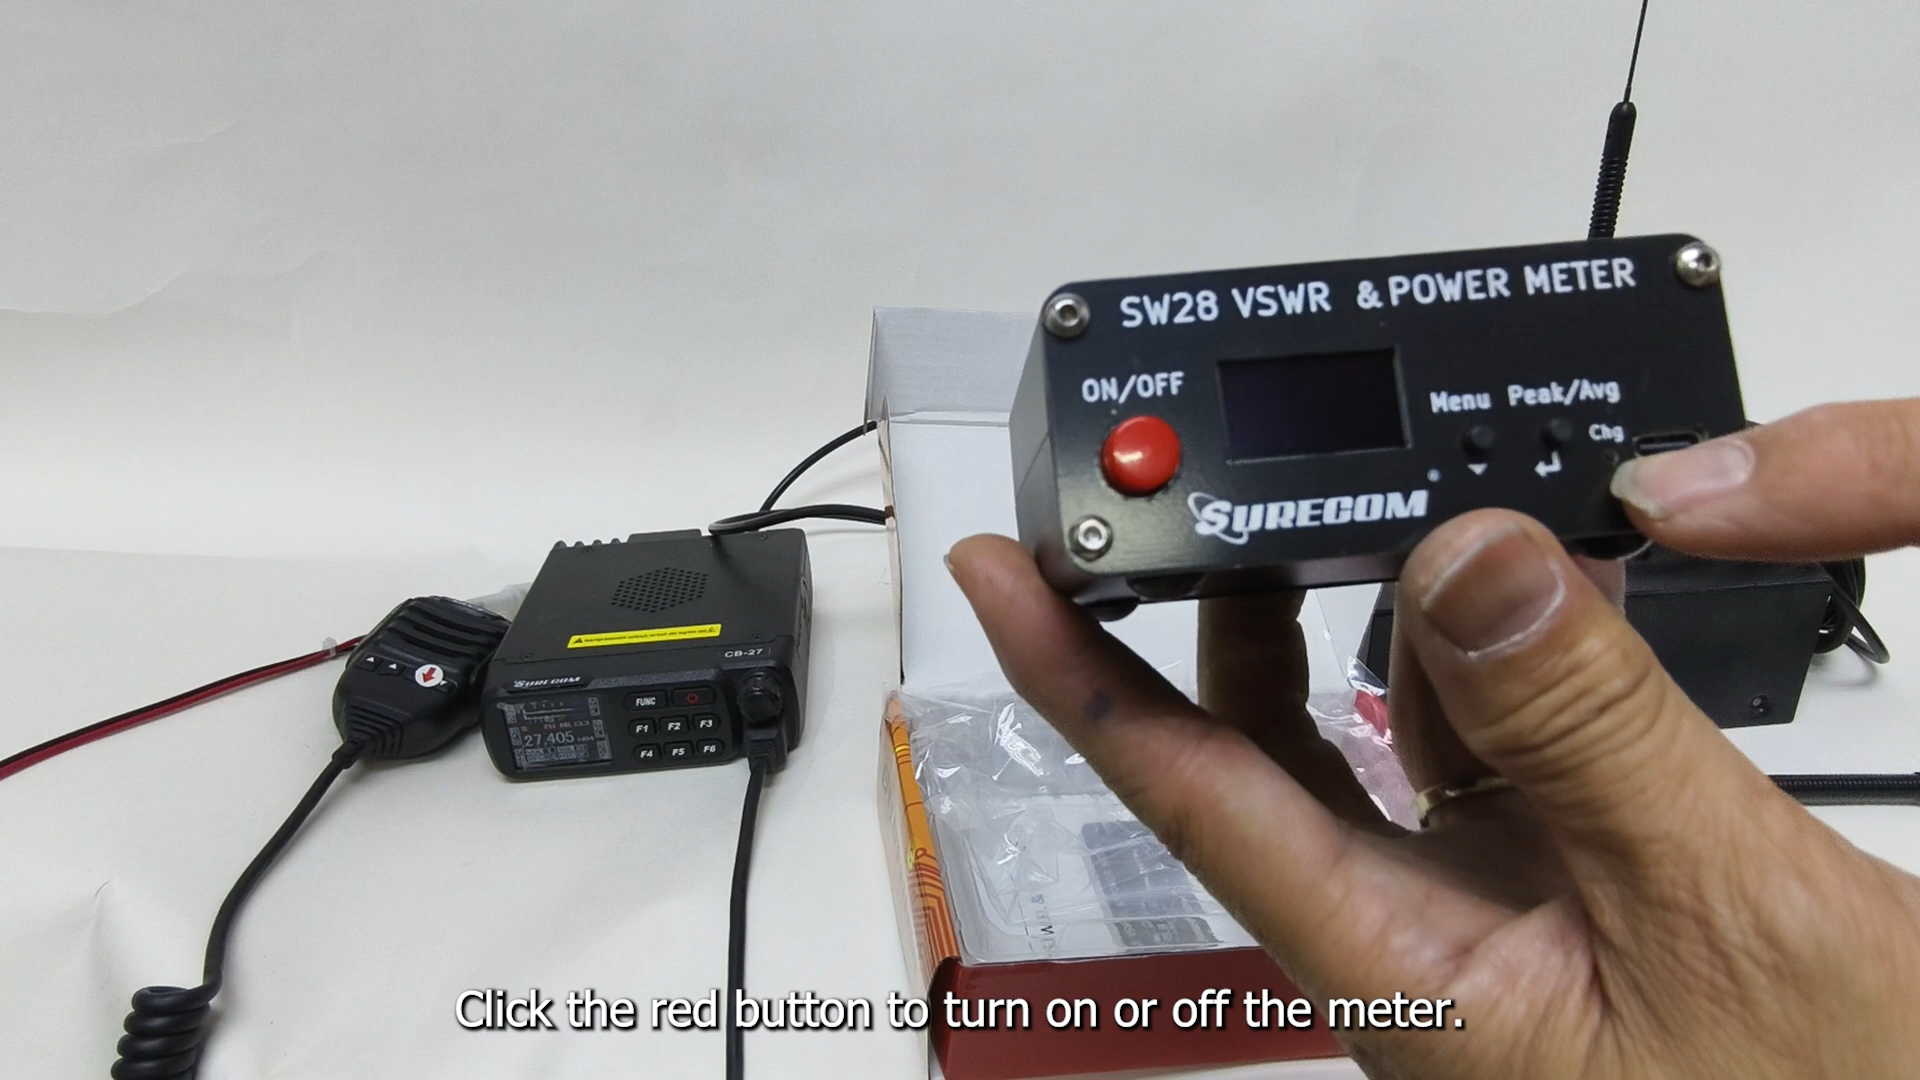 SW28 VSWR & POWER METER
ON/OFF
Menu Peak/Avg
Chg
SURECOM
CB-27
SURECOM
FUNC
F1 F2 F3
F4 F5 F6
27.405
Click the red button to turn on or off the meter.